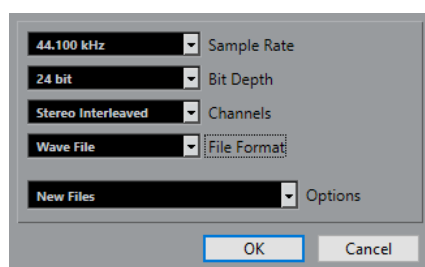 44.100 kHz Sample Rate
24 bit Bit Depth
Stereo Interleaved Channels
Wave File File Format
New Files Options
OK Cancel